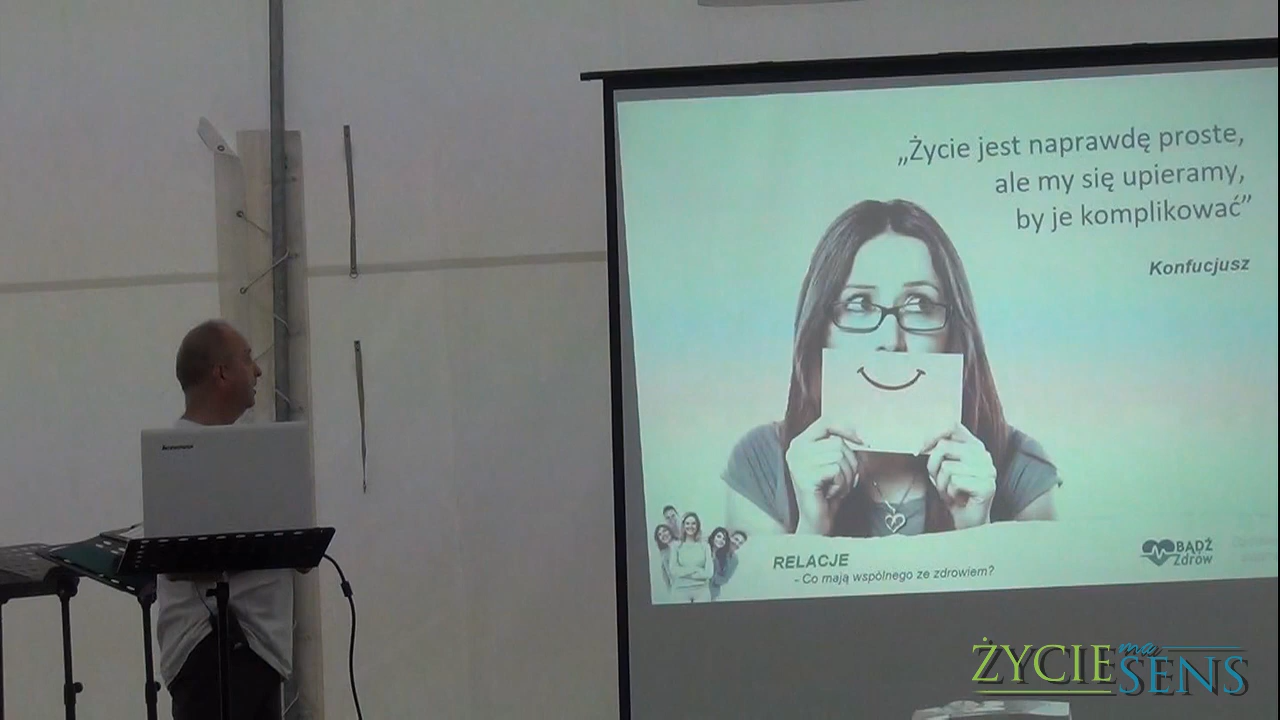 „Życie jest naprawdę proste,
ale my się upieramy,
by je komplikować”
Konfucjusz
RELACJE
- Co mają wspólnego ze zdrowiem?
BĄDŹ
Zdrów
Lenovo
ŻYCIE ma SENS